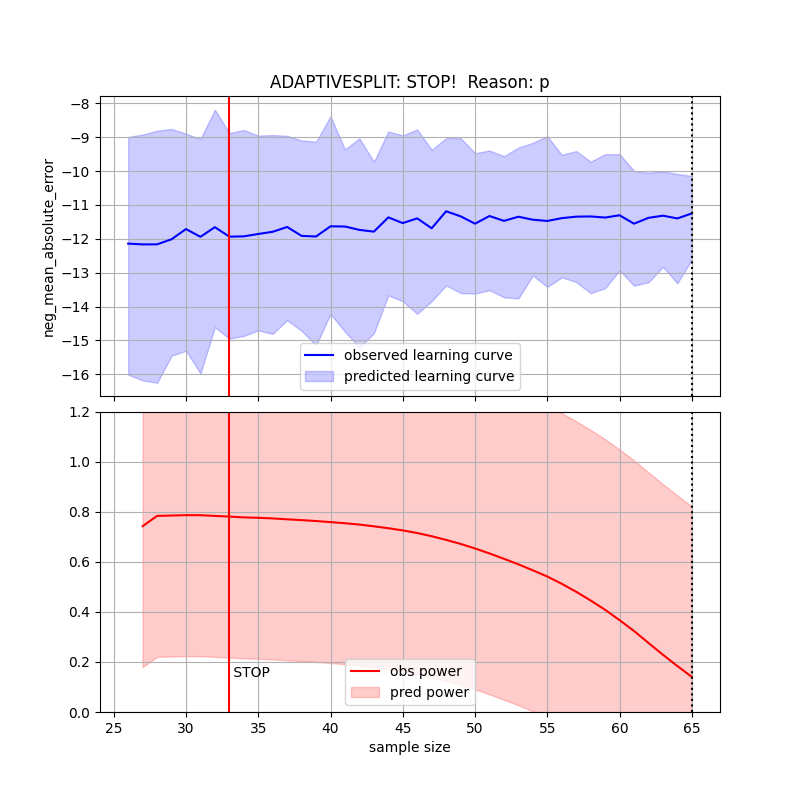 ADAPTIVESPLIT: STOP!  Reason: p
neg_mean_absolute_error
−8
−9
−10
−11
−12
−13
−14
−15
−16
observed learning curve
predicted learning curve
1.2
1.0
0.8
0.6
0.4
0.2
0.0
STOP
obs power
pred power
25 30 35 40 45 50 55 60 65
sample size